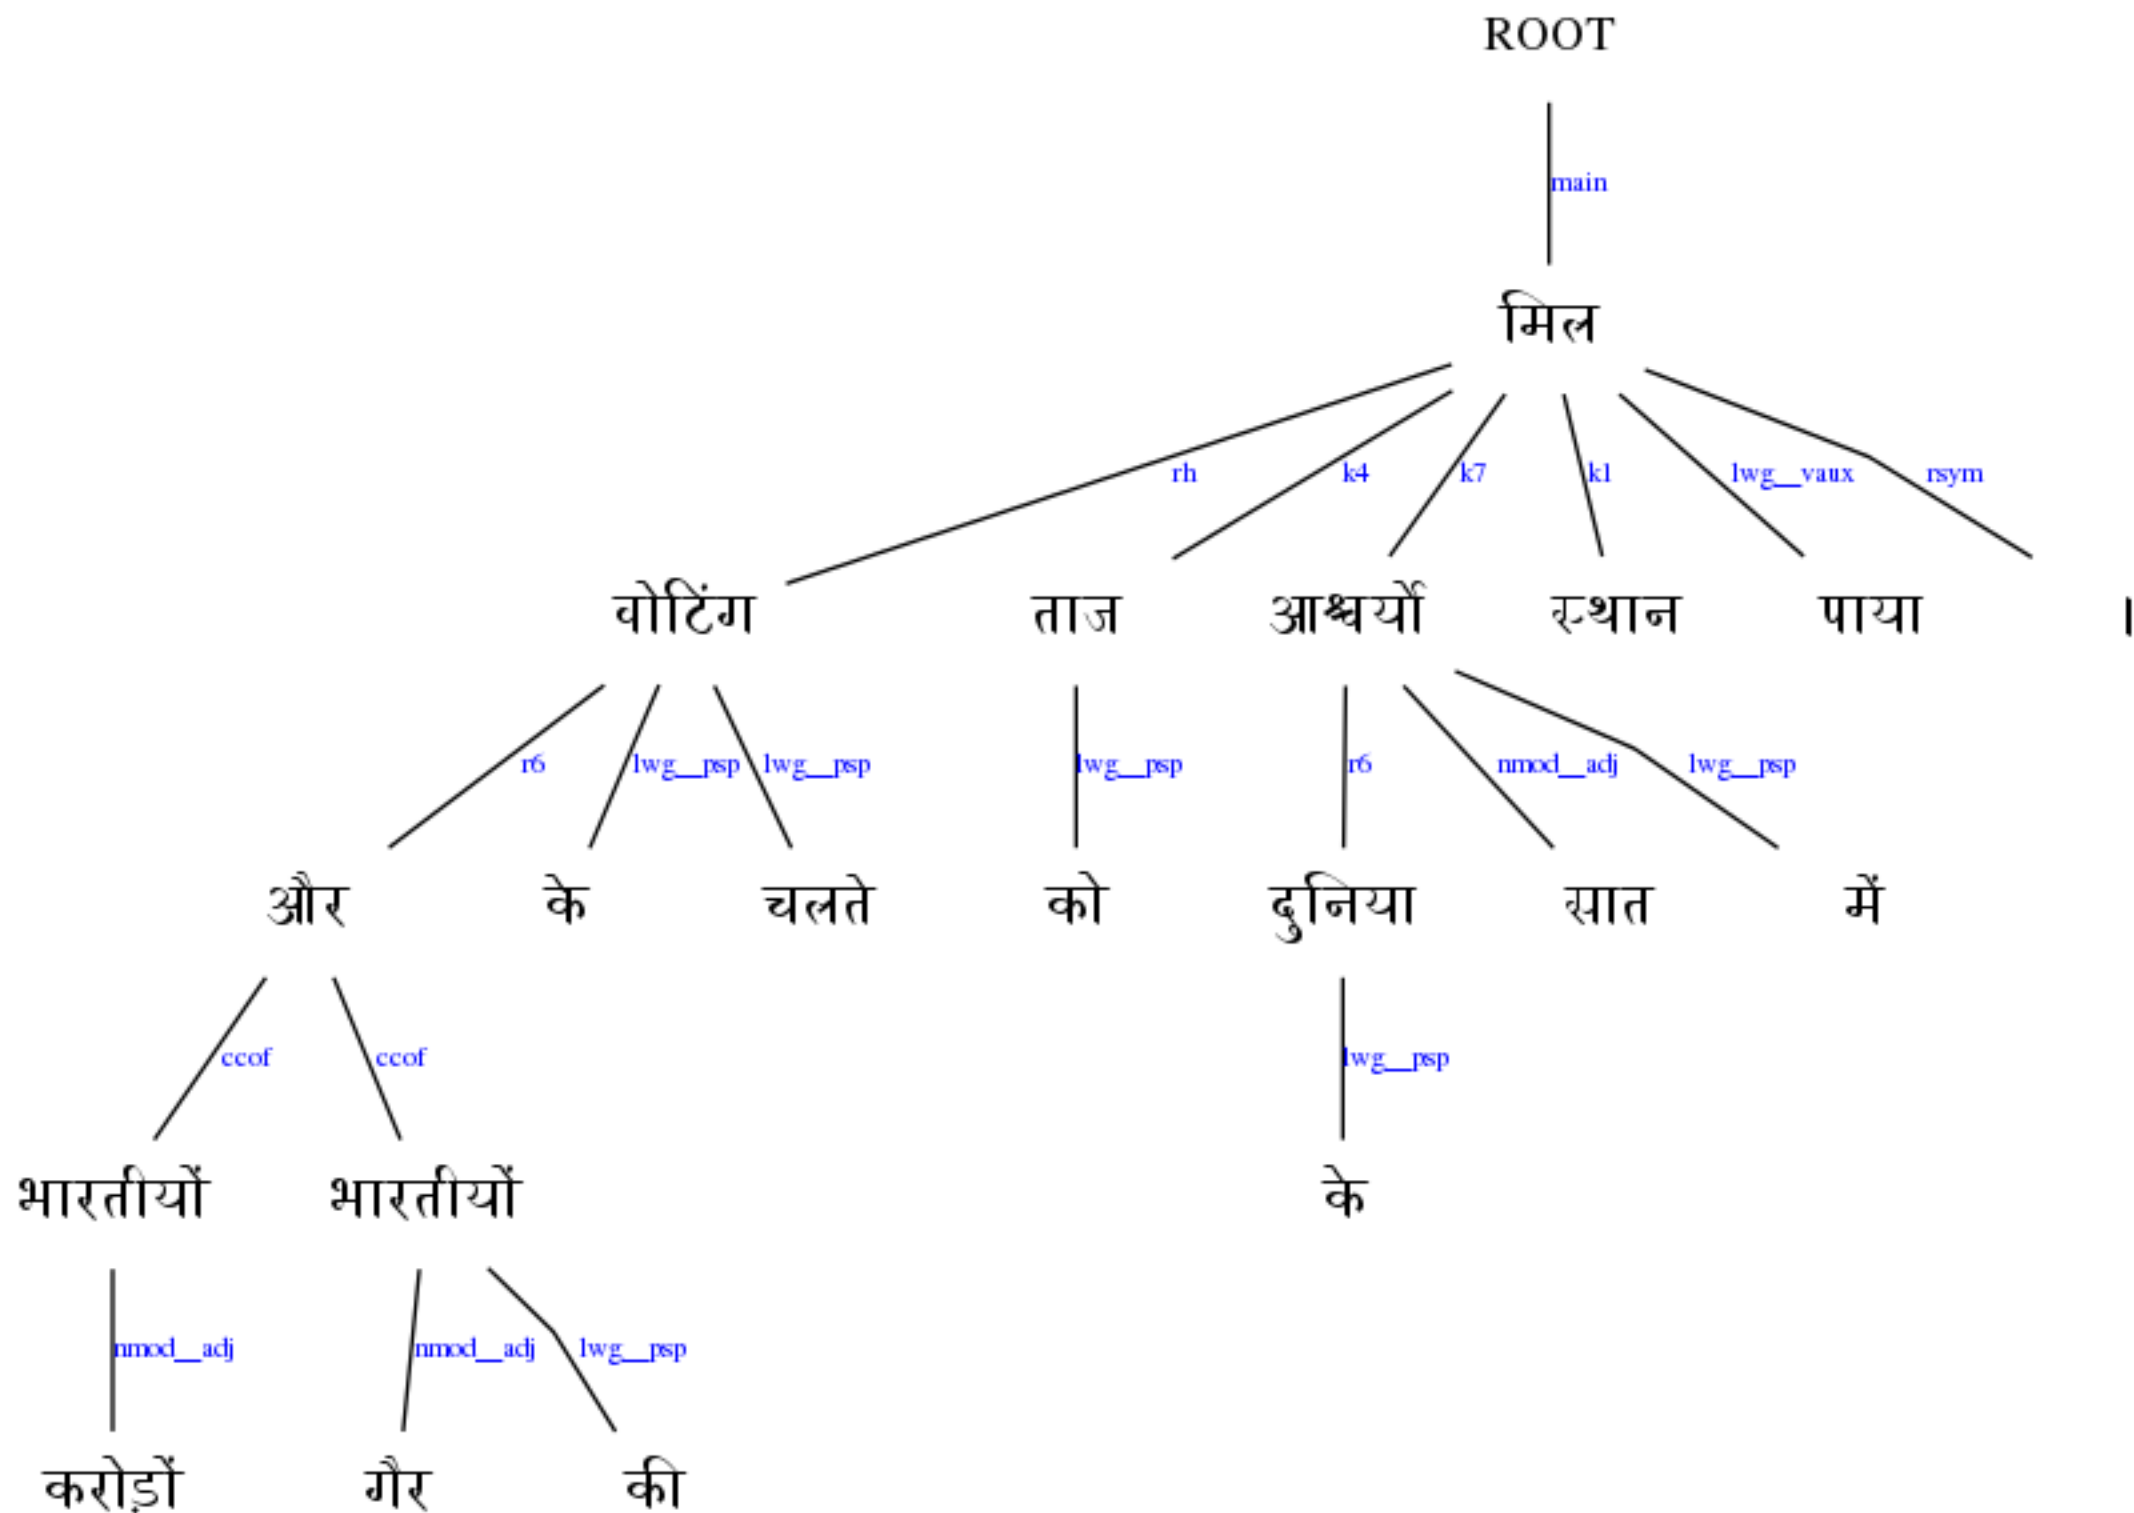 ROOT
main
मिल
rh k4 k7 k1 lwg__vaux rsym
वोटिंग ताज आश्चर्यो स्थान पाया ।
r6 lwg__psp lwg__psp lwg__psp r6 nmod__adj lwg__psp
और के चलते को दुनिया सात में
ccof ccof lwg__psp
भारतीयों भारतीयों के
nmod__adj nmod__adj lwg__psp
करोड़ों गैर की